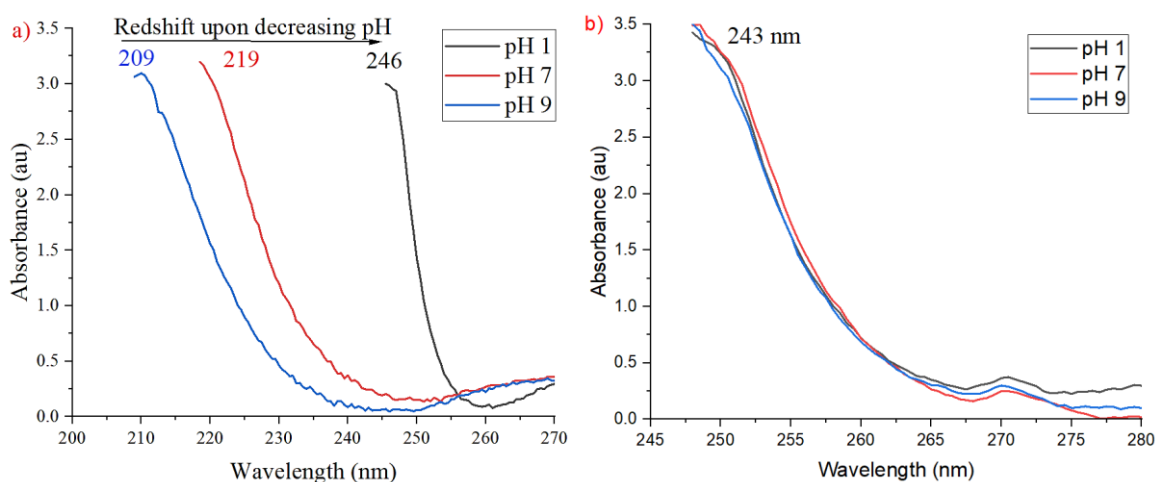 a)
Redshift upon decreasing pH
209
219
246
pH 1
pH 7
pH 9
3.5
3.0
2.5
2.0
1.5
1.0
0.5
0.0
Absorbance (au)
200 210 220 230 240 250 260 270
Wavelength (nm)
b)
243 nm
pH 1
pH 7
pH 9
3.5
3.0
2.5
2.0
1.5
1.0
0.5
0.0
Absorbance (au)
245 250 255 260 265 270 275 280
Wavelength (nm)